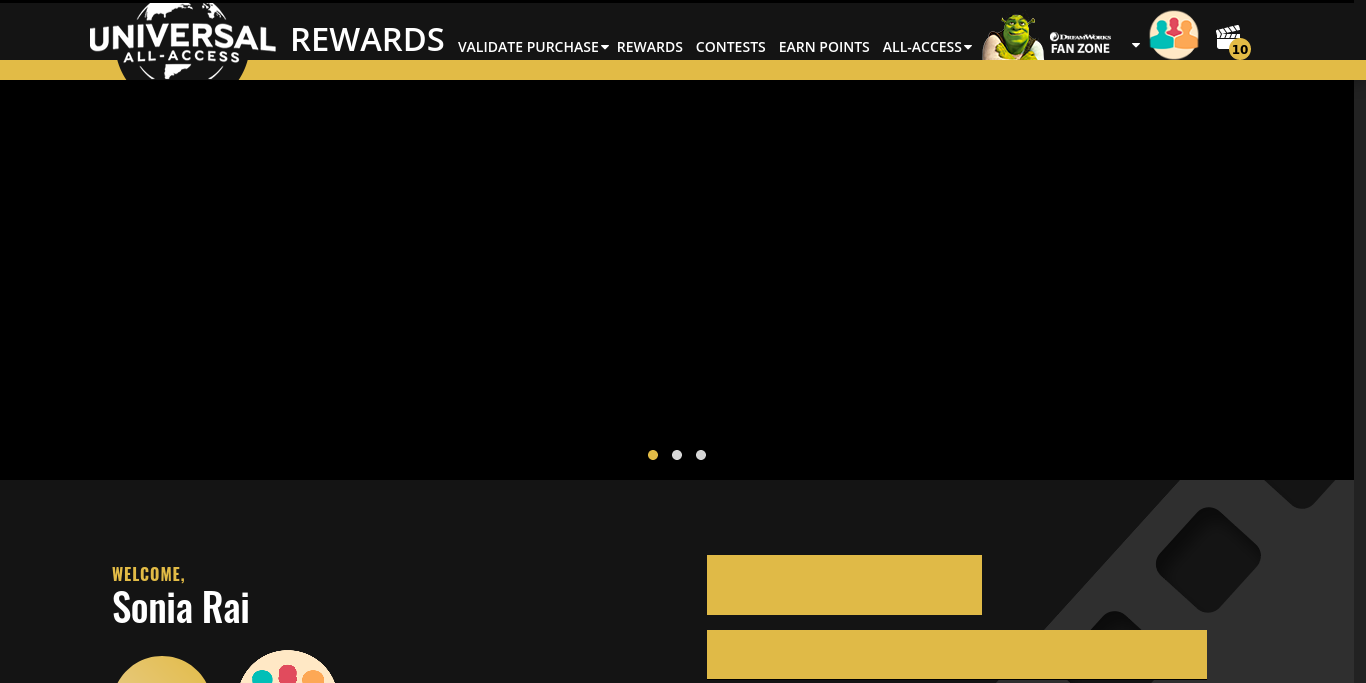 UNIVERSAL
ALL-ACCESS
REWARDS
VALIDATE PURCHASE
REWARDS
CONTESTS
EARN POINTS
ALL-ACCESS
DREAMWORKS
FAN ZONE
10
WELCOME,
Sonia Rai